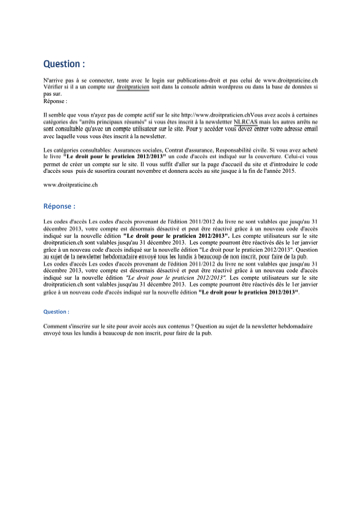 Question :
N'arrive pas à se connecter, tente avec le login sur publications-droit et pas celui de www.droitpraticine.ch
Vérifier si il a un compte sur droitpraticien soit dans la console admin wordpress ou dans la base de données si
pas sur.
Réponse :
Il semble que vous n'ayez pas de compte actif sur le site http://www.droitpraticien.chVous avez accès à certaines
catégories des "arrêts principaux résumés" si vous êtes inscrit à la newsletter NLRCAS mais les autres arrêts ne
sont consultable qu'avec un compte utilisateur sur le site. Pour y accéder vous devez entrer votre adresse email
avec laquelle vous vous êtes inscrit à la newsletter.
Les catégories consultables: Assurances sociales, Contrat d'assurance, Responsabilité civile. Si vous avez acheté
le livre "Le droit pour le praticien 2012/2013" un code d'accès est indiqué sur la couverture. Celui-ci vous
permet de créer un compte sur le site. Il vous suffit d'aller sur la page d'accueil du site et d'introduire le code
d'accès sous puis de susortira courant novembre et donnera accès au site jusque à la fin de l'année 2015.
www.droitpraticiene.ch
Réponse :
Les codes d'accès Les codes d'accès provenant de l'édition 2011/2012 du livre ne sont valables que jusqu'au 31
décembre 2013, votre compte est désormais désactivé et peut être réactivé grâce à un nouveau code d'accès
indiqué sur la nouvelle édition "Le droit pour le praticien 2012/2013". Les compte utilisateurs sur le site
droitpraticien.ch sont valables jusqu'au 31 décembre 2013. Les compte pourront être réactivés dès le 1er janvier
grâce à un nouveau code d'accès indiqué sur la nouvelle édition "Le droit pour le praticien 2012/2013". Question
au sujet de la newsletter hebdomadaire envoyé tous les lundis à beaucoup de non inscrit, pour faire de la pub.
Les codes d'accès Les codes d'accès provenant de l'édition 2011/2012 du livre ne sont valables que jusqu'au 31
décembre 2013, votre compte est désormais désactivé et peut être réactivé grâce à un nouveau code d'accès
indiqué sur la nouvelle édition "Le droit pour le praticien 2012/2013". Les compte utilisateurs sur le site
droitpraticien.ch sont valables jusqu'au 31 décembre 2013. Les compte pourront être réactivés dès le 1er janvier
grâce à un nouveau code d'accès indiqué sur la nouvelle édition "Le droit pour le praticien 2012/2013".
Question :
Comment s'inscrire sur le site pour avoir accès aux contenus ? Question au sujet de la newsletter hebdomadaire
envoyé tous les lundis à beaucoup de non inscrit, pour faire de la pub.